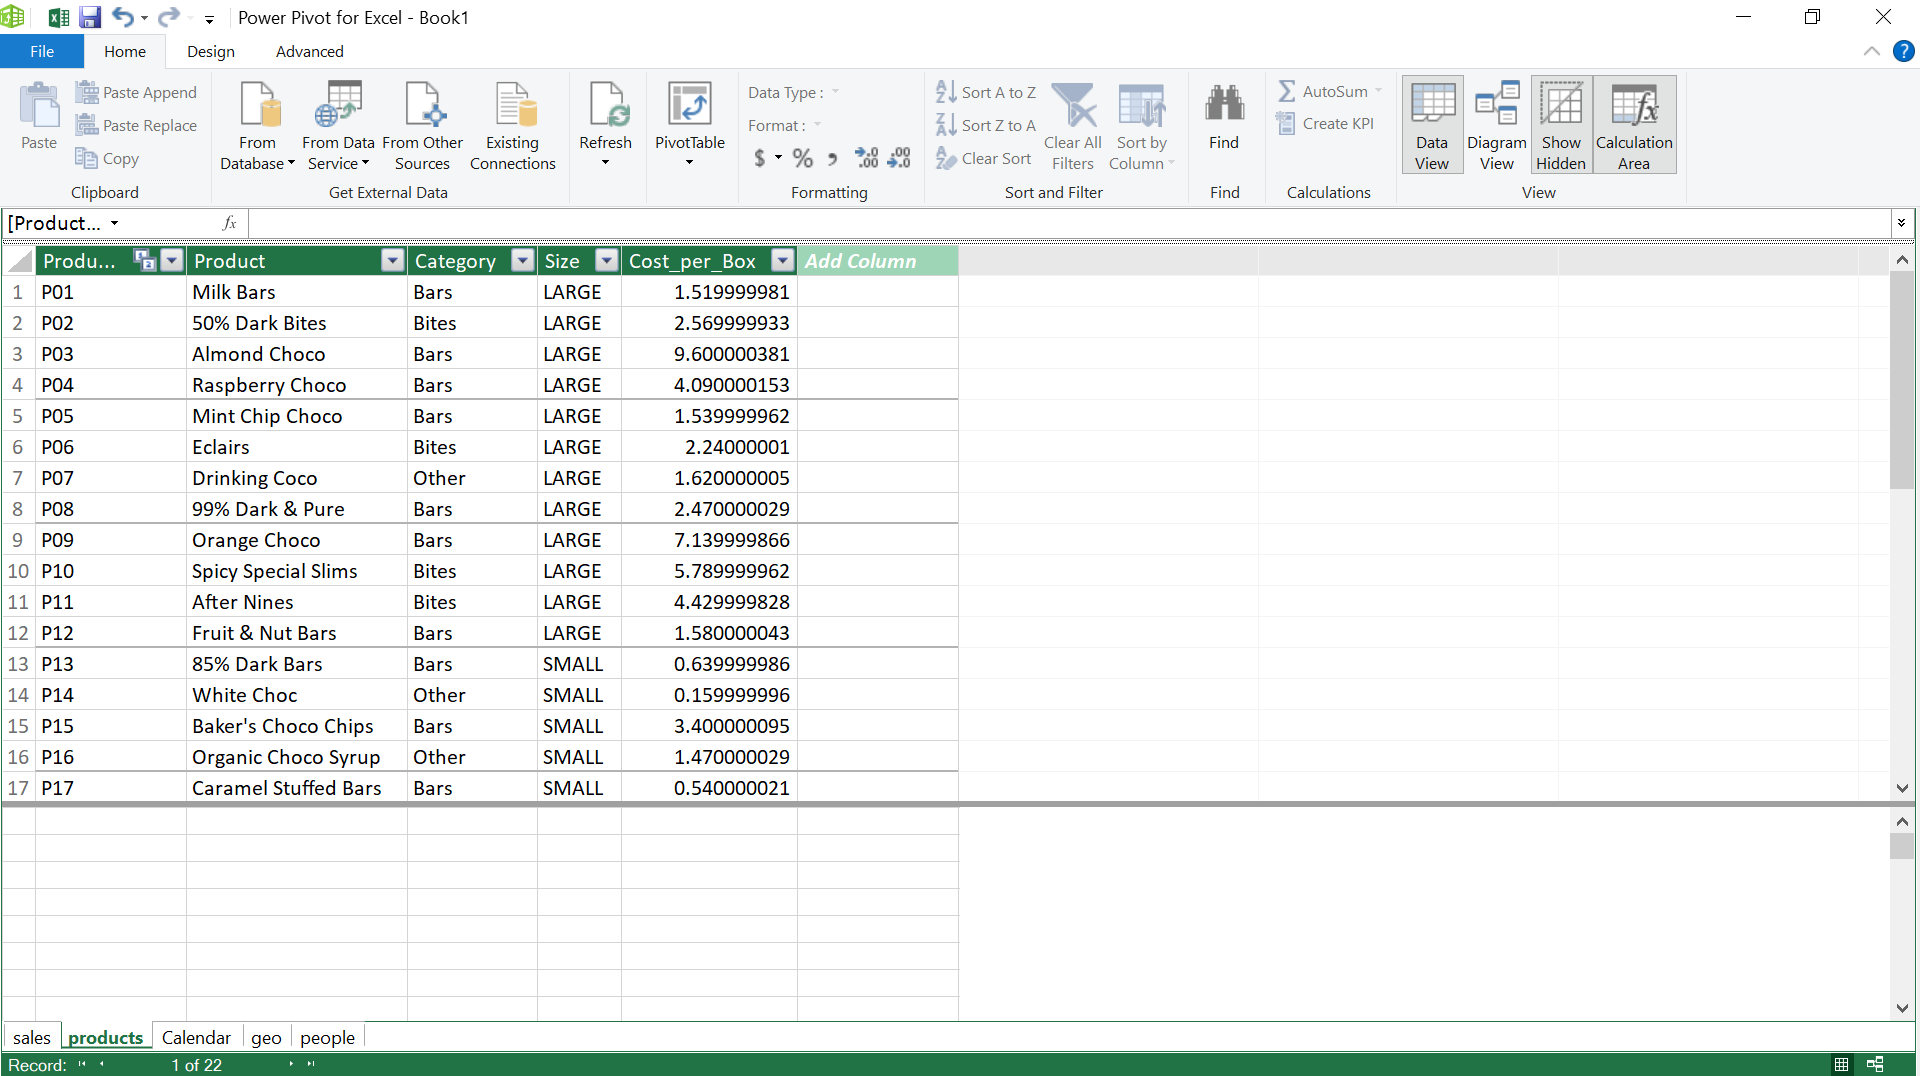 Power Pivot for Excel - Book1
File Home Design Advanced ?
Paste
Paste Append
Paste Replace
Copy
Clipboard
From Database
From Data Service
From Other Sources
Existing Connections
Get External Data
Refresh
PivotTable
Data Type :
Format :
$ % ,
Formatting
Sort A to Z
Sort Z to A
Clear Sort
Clear All Filters
Sort by Column
Sort and Filter
Find
Find
AutoSum
Create KPI
Calculations
Data View
Diagram View
Show Hidden
Calculation Area
View
[Product... fx
Produ... Product Category Size Cost_per_Box Add Column
1 P01 Milk Bars Bars LARGE 1.519999981
2 P02 50% Dark Bites Bites LARGE 2.569999933
3 P03 Almond Choco Bars LARGE 9.600000381
4 P04 Raspberry Choco Bars LARGE 4.090000153
5 P05 Mint Chip Choco Bars LARGE 1.539999962
6 P06 Eclairs Bites LARGE 2.24000001
7 P07 Drinking Coco Other LARGE 1.620000005
8 P08 99% Dark & Pure Bars LARGE 2.470000029
9 P09 Orange Choco Bars LARGE 7.139999866
10 P10 Spicy Special Slims Bites LARGE 5.789999962
11 P11 After Nines Bites LARGE 4.429999828
12 P12 Fruit & Nut Bars Bars LARGE 1.580000043
13 P13 85% Dark Bars Bars SMALL 0.639999986
14 P14 White Choc Other SMALL 0.159999996
15 P15 Baker's Choco Chips Bars SMALL 3.400000095
16 P16 Organic Choco Syrup Other SMALL 1.470000029
17 P17 Caramel Stuffed Bars Bars SMALL 0.540000021
sales products Calendar geo people
Record: 1 of 22